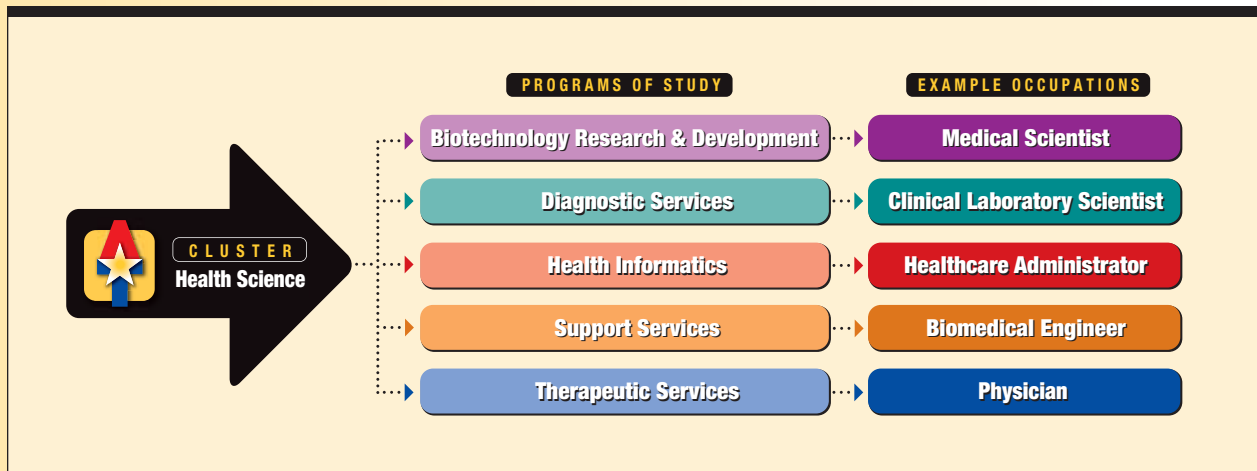 PROGRAMS OF STUDY
EXAMPLE OCCUPATIONS
Biotechnology Research & Development
Medical Scientist
Diagnostic Services
Clinical Laboratory Scientist
CLUSTER
Health Science
Health Informatics
Healthcare Administrator
Support Services
Biomedical Engineer
Therapeutic Services
Physician